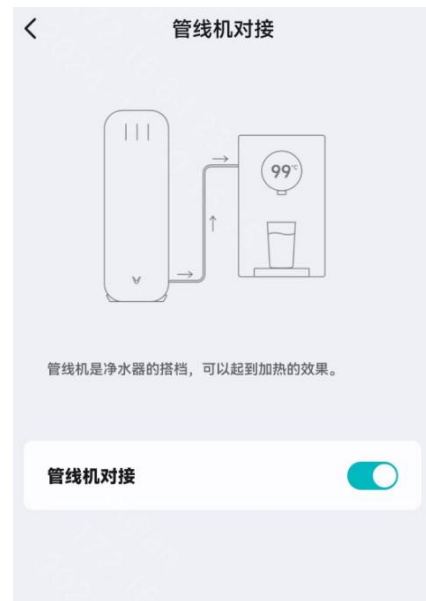 管线机对接
99℃
管线机是净水器的搭档，可以起到加热的效果。
管线机对接